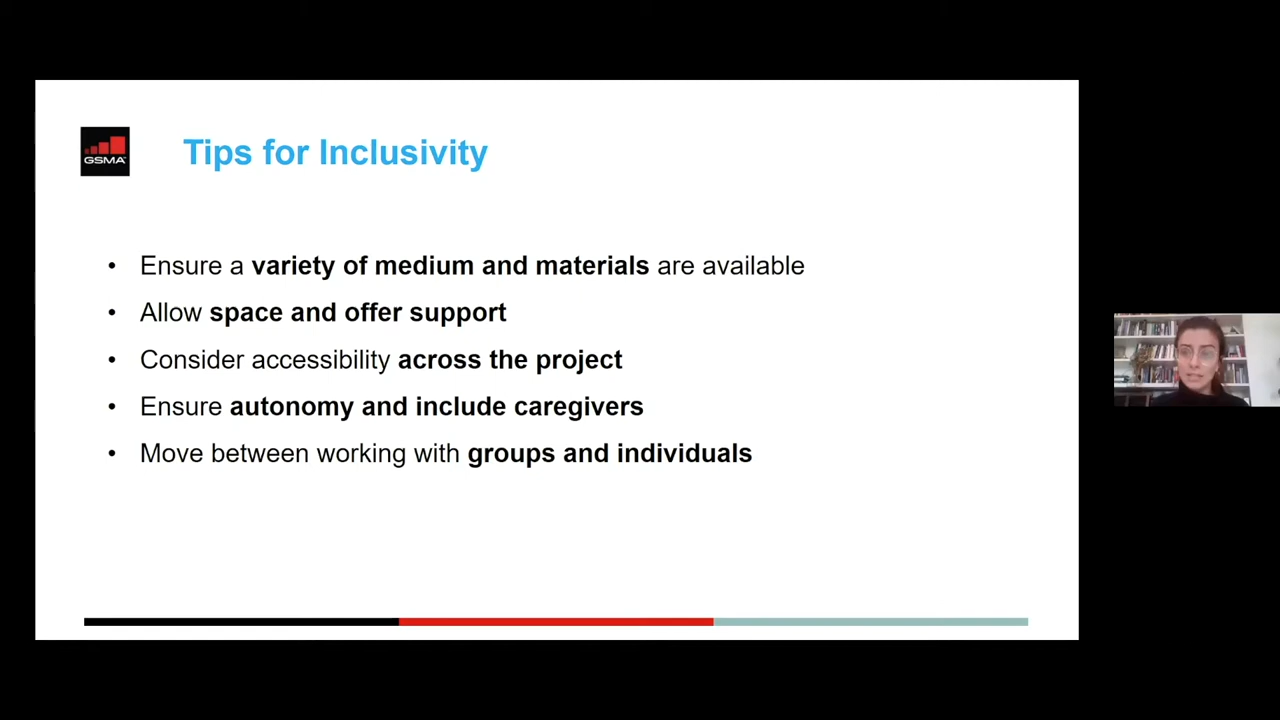 GSMA
Tips for Inclusivity
• Ensure a variety of medium and materials are available
• Allow space and offer support
• Consider accessibility across the project
• Ensure autonomy and include caregivers
• Move between working with groups and individuals